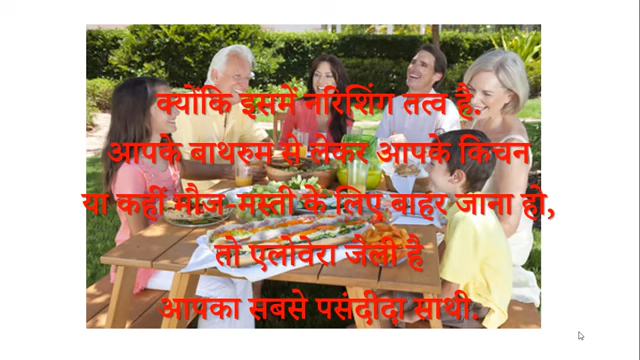 क्योंकि इसमें नरिशिंग तत्व है.
आपके बाथरुम से लेकर आपके किचन
या कहीं मौज-मस्ती के लिए बाहर जाना हो,
तो एलोवेरा जैली है
आपका सबसे पसंदीदा साथी.